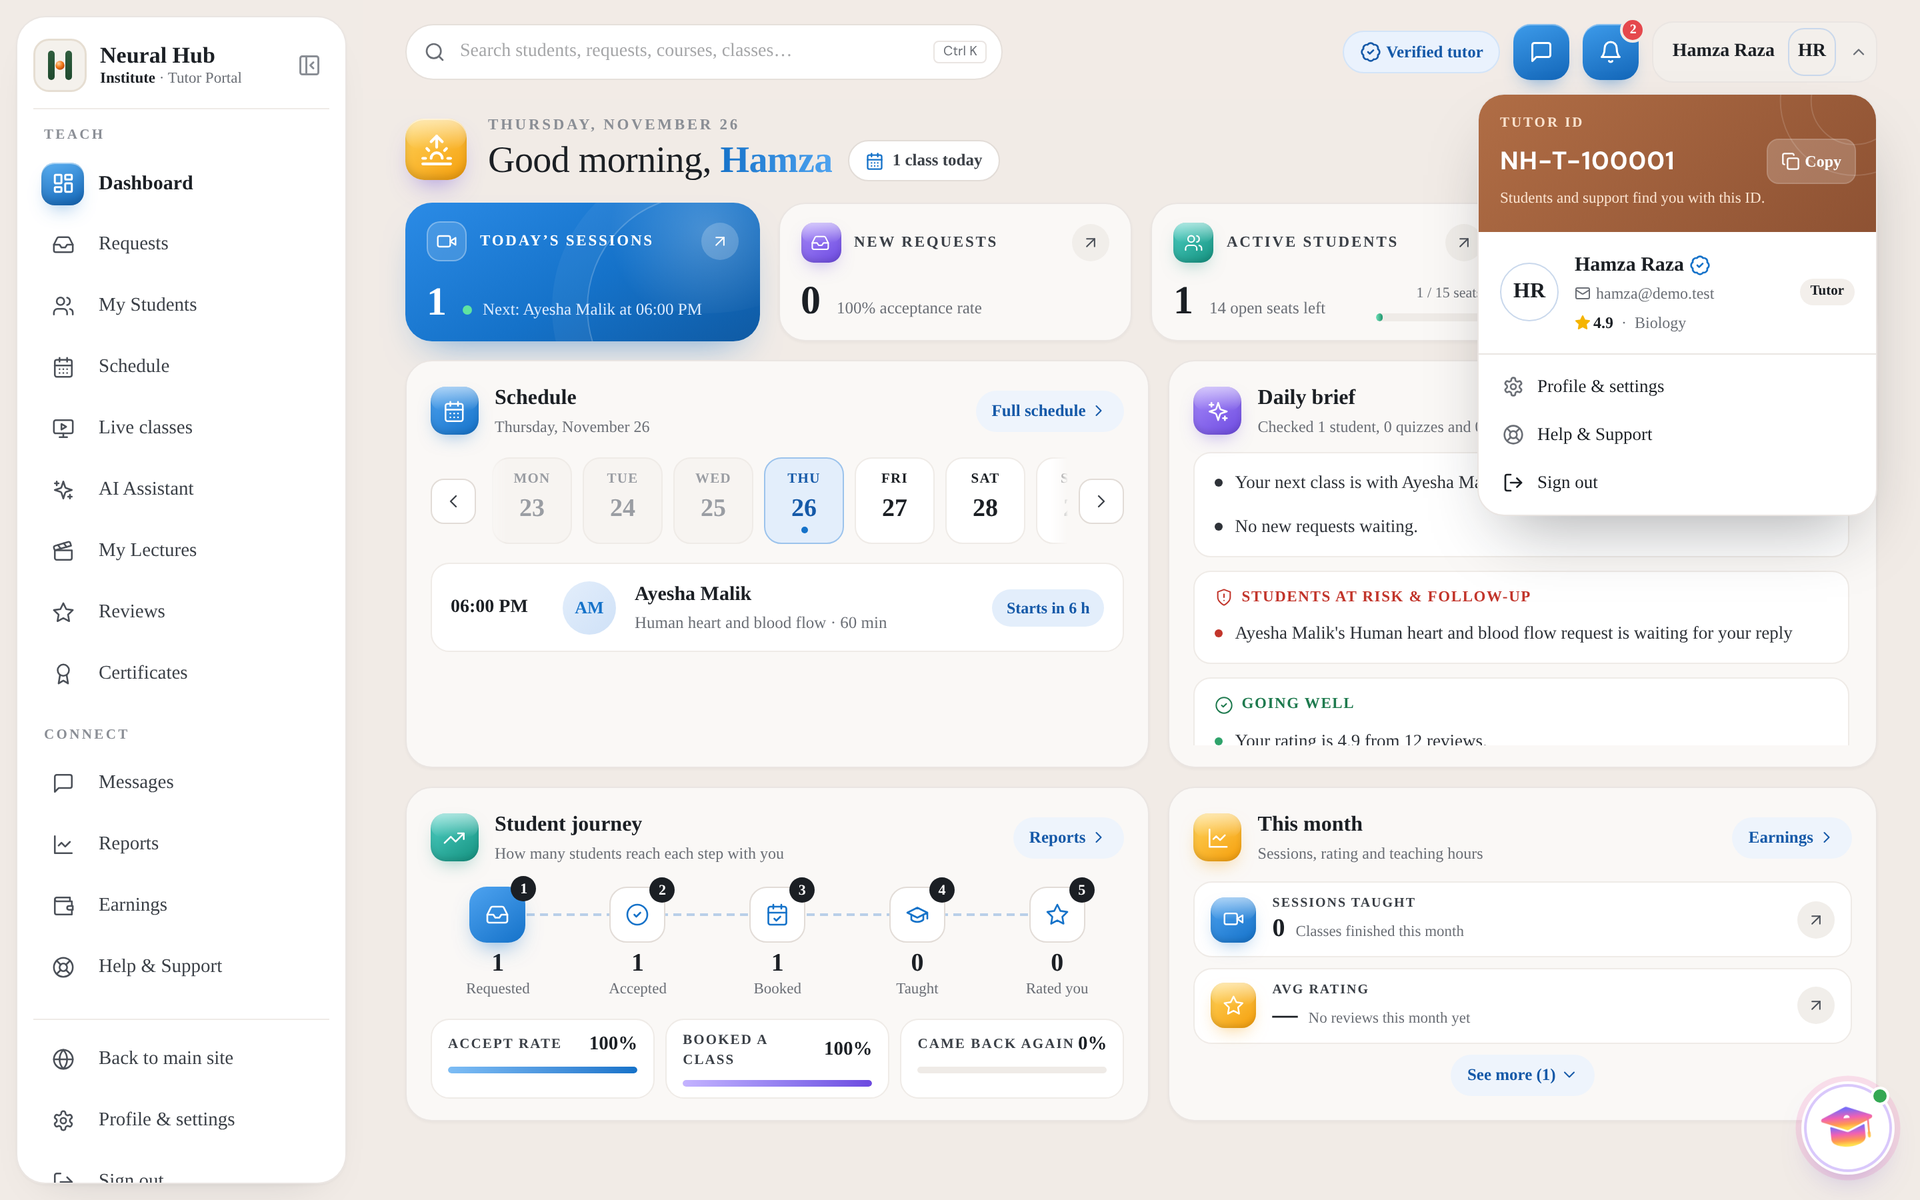 Neural Hub
Institute · Tutor Portal
TEACH
Dashboard
Requests
My Students
Schedule
Live classes
AI Assistant
My Lectures
Reviews
Certificates
CONNECT
Messages
Reports
Earnings
Help & Support
Back to main site
Profile & settings
Sign out
Search students, requests, courses, classes…
Ctrl K
Verified tutor
2
Hamza Raza
HR
THURSDAY, NOVEMBER 26
Good morning, Hamza
1 class today
TUTOR ID
NH-T-100001
Copy
Students and support find you with this ID.
HR
Hamza Raza
hamza@demo.test
4.9 · Biology
Tutor
Profile & settings
Help & Support
Sign out
TODAY'S SESSIONS
1
Next: Ayesha Malik at 06:00 PM
NEW REQUESTS
0
100% acceptance rate
ACTIVE STUDENTS
1
14 open seats left
1 / 15 seats
Schedule
Thursday, November 26
Full schedule
MON
23
TUE
24
WED
25
THU
26
FRI
27
SAT
28
06:00 PM
AM
Ayesha Malik
Human heart and blood flow · 60 min
Starts in 6 h
Daily brief
Checked 1 student, 0 quizzes and
Your next class is with Ayesha
No new requests waiting.
STUDENTS AT RISK & FOLLOW-UP
Ayesha Malik's Human heart and blood flow request is waiting for your reply
GOING WELL
Your rating is 4.9 from 12 reviews.
Student journey
How many students reach each step with you
Reports
1
2
3
4
5
1
Requested
1
Accepted
1
Booked
0
Taught
0
Rated you
ACCEPT RATE 100%
BOOKED A CLASS 100%
CAME BACK AGAIN 0%
This month
Sessions, rating and teaching hours
Earnings
SESSIONS TAUGHT
0 Classes finished this month
AVG RATING
— No reviews this month yet
See more (1)